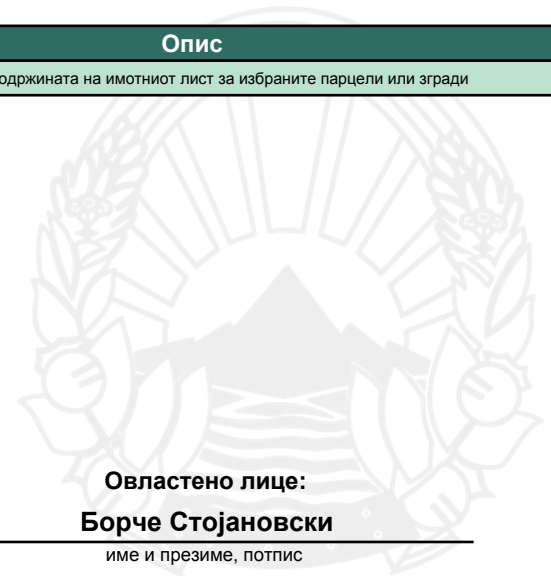 Опис
одржината на имотниот лист за избраните парцели или згради
Овластено лице:
Борче Стојановски
име и презиме, потпис